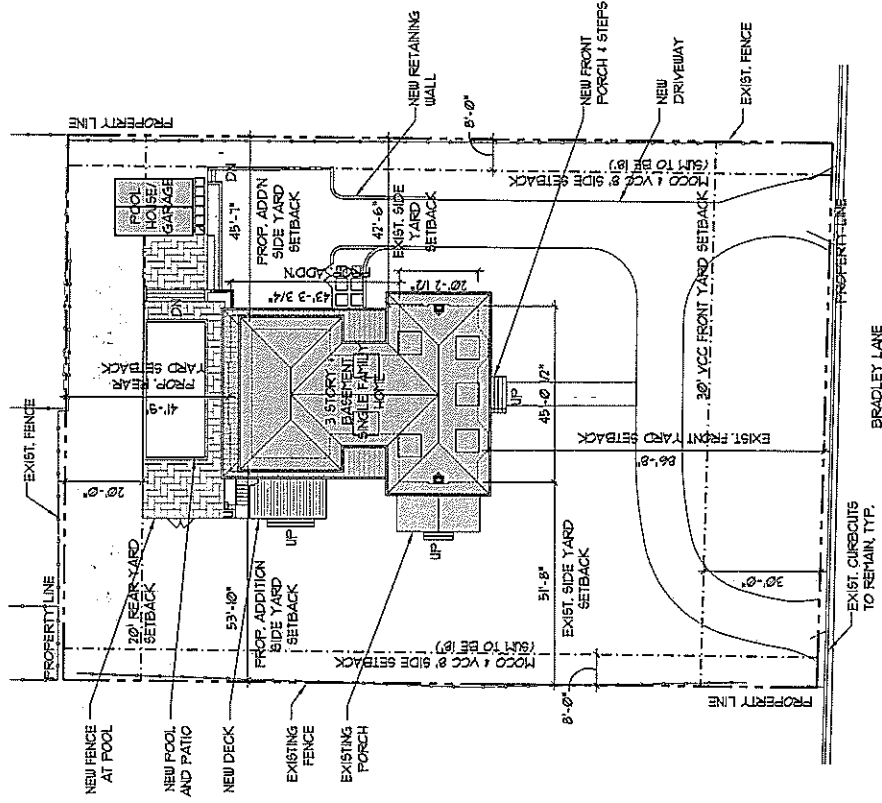 EXIST. FENCE
PROPERTY LINE
PROPERTY LINE
NEW FENCE
AT POOL
20' REAR YARD
SETBACK
20'-0"
PROP. REAR
YARD SETBACK
41'-9"
DN
POOL
HOUSE/
GARAGE
DN
NEW RETAINING
WALL
NEW POOL
AND PATIO
NEW DECK
EXISTING
FENCE
EXISTING
PORCH
53'-10"
PROP. ADDITION
SIDE YARD
SETBACK
UP
UP
UP
3 STORY +
BASEMENT
SINGLE FAMILY
HOME
43'-3 3/4"
PROP. ADD'N
45'-7"
PROP. ADD'N
SIDE YARD
SETBACK
42'-6"
EXIST. SIDE
YARD
SETBACK
20'-2 1/2"
8'-0"
NEW FRONT
PORCH & STEPS
NEW
DRIVEWAY
EXIST. FENCE
MOCO & VCC 8' SIDE SETBACK
(SUM TO BE 18')
51'-8"
EXIST. SIDE YARD
SETBACK
45'-0 1/2"
UP
EXIST. FRONT YARD SETBACK
86'-8"
30' VCC FRONT YARD SETBACK
30'-0"
MOCO & VCC 8' SIDE SETBACK
(SUM TO BE 18')
8'-0"
PROPERTY LINE
PROPERTY LINE
EXIST. CURBCUTS
TO REMAIN, TYP.
BRADLEY LANE